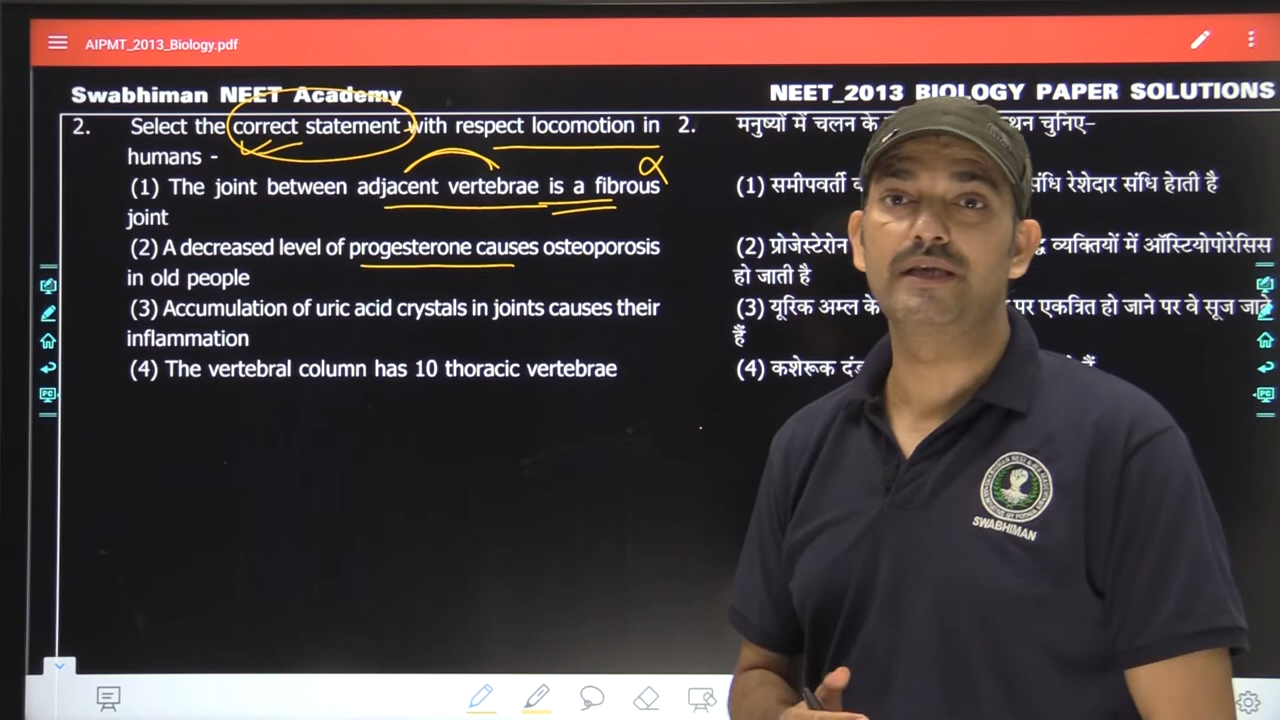 AIPMT_2013_Biology.pdf
Swabhiman NEET Academy
NEET_2013 BIOLOGY PAPER SOLUTIONS
2. Select the correct statement with respect locomotion in
humans -
(1) The joint between adjacent vertebrae is a fibrous
joint
(2) A decreased level of progesterone causes osteoporosis
in old people
(3) Accumulation of uric acid crystals in joints causes their
inflammation
(4) The vertebral column has 10 thoracic vertebrae
2. मनुष्यों में चलन के चुनिए–
(1) समीपवर्ती संधि रेशेदार संधि हेाती है
(2) प्रोजेस्टेरोन व्यक्तियों में ऑस्टियोपोरेसिस
हो जाती है
(3) यूरिक अम्ल के पर एकत्रित हो जाने पर वे सूज जाते
हैं
(4) कशेरूक हैं
SWABHIMAN